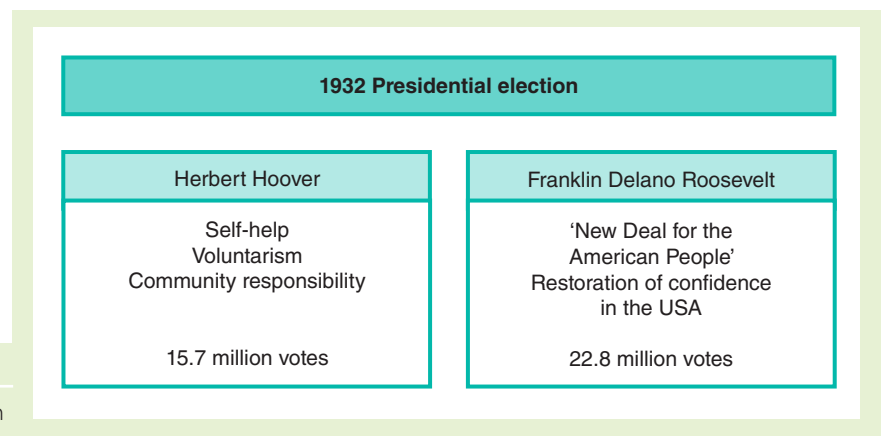 1932 Presidential election
Herbert Hoover
Self-help
Voluntarism
Community responsibility
15.7 million votes
Franklin Delano Roosevelt
‘New Deal for the
American People’
Restoration of confidence
in the USA
22.8 million votes